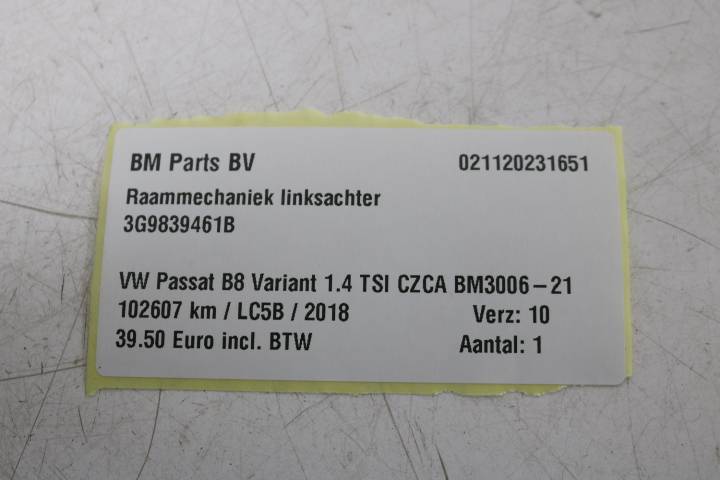 BM Parts BV 021120231651
Raammechaniek linksachter
3G9839461B
VW Passat B8 Variant 1.4 TSI CZCA BM3006-21
102607 km / LC5B / 2018 Verz: 10
39.50 Euro incl. BTW Aantal: 1